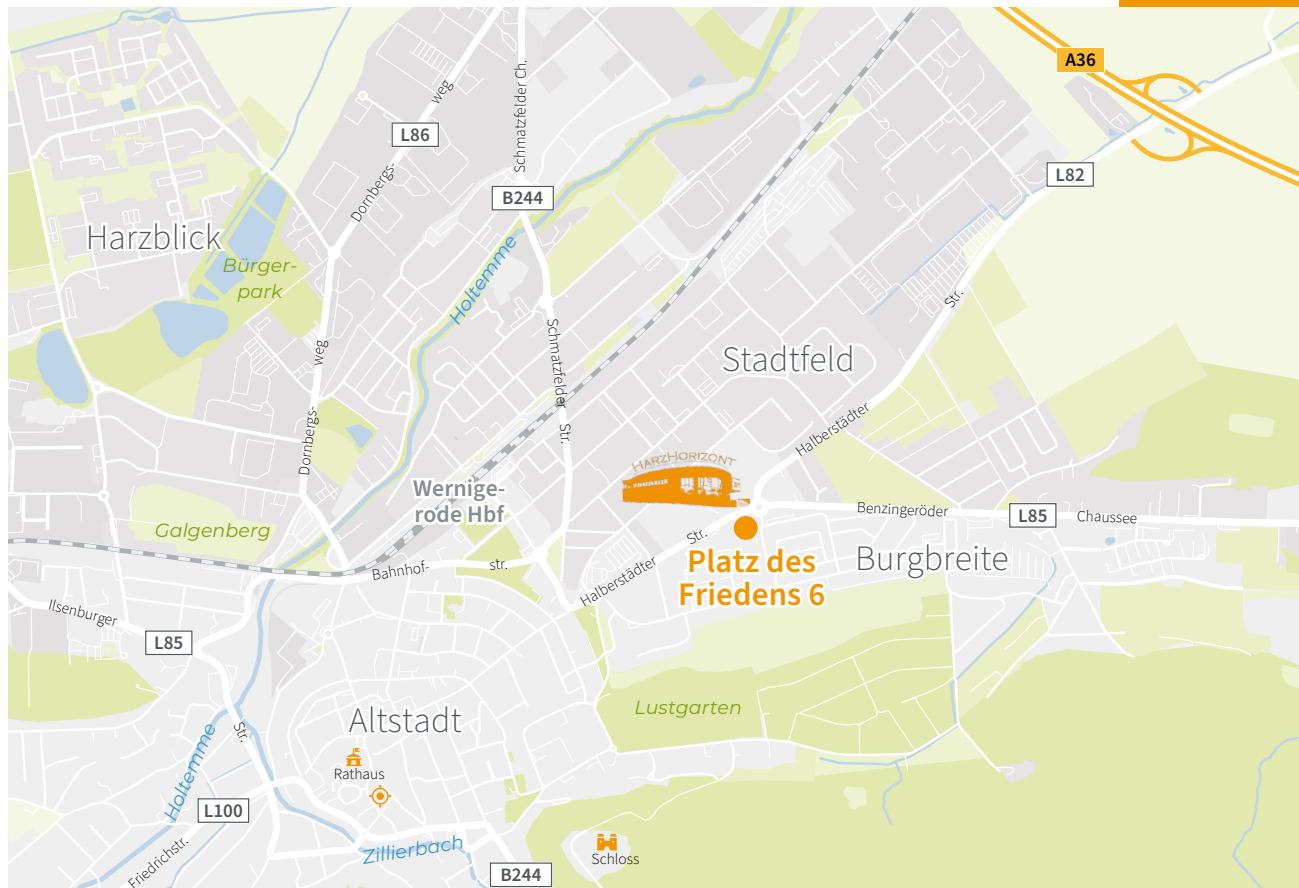 A36
weg
Schmatzfelder Ch.
L86
L82
Dornbergs-
B244
Harzblick
Bürger-
park
Holtemme
Str.
Schmatzfelder
Str.
weg
Stadtfeld
Dornbergs-
Halberstädter
HARZHORIZONT
Wernige-
rode Hbf
Galgenberg
Benzingeröder
L85
Chaussee
Str.
Platz des
Friedens 6
Burgbreite
Bahnhof-
str.
Halberstädter
Ilsenburger
L85
Lustgarten
Altstadt
Str.
Holtemme
Rathaus
L100
Zillierbach
Friedrichstr.
Schloss
B244